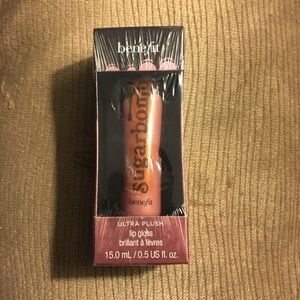 benefit
sugarbomb
benefit
ULTRA PLUSH
lip gloss
brillant à lèvres
15.0 mL / 0.5 US fl. oz.